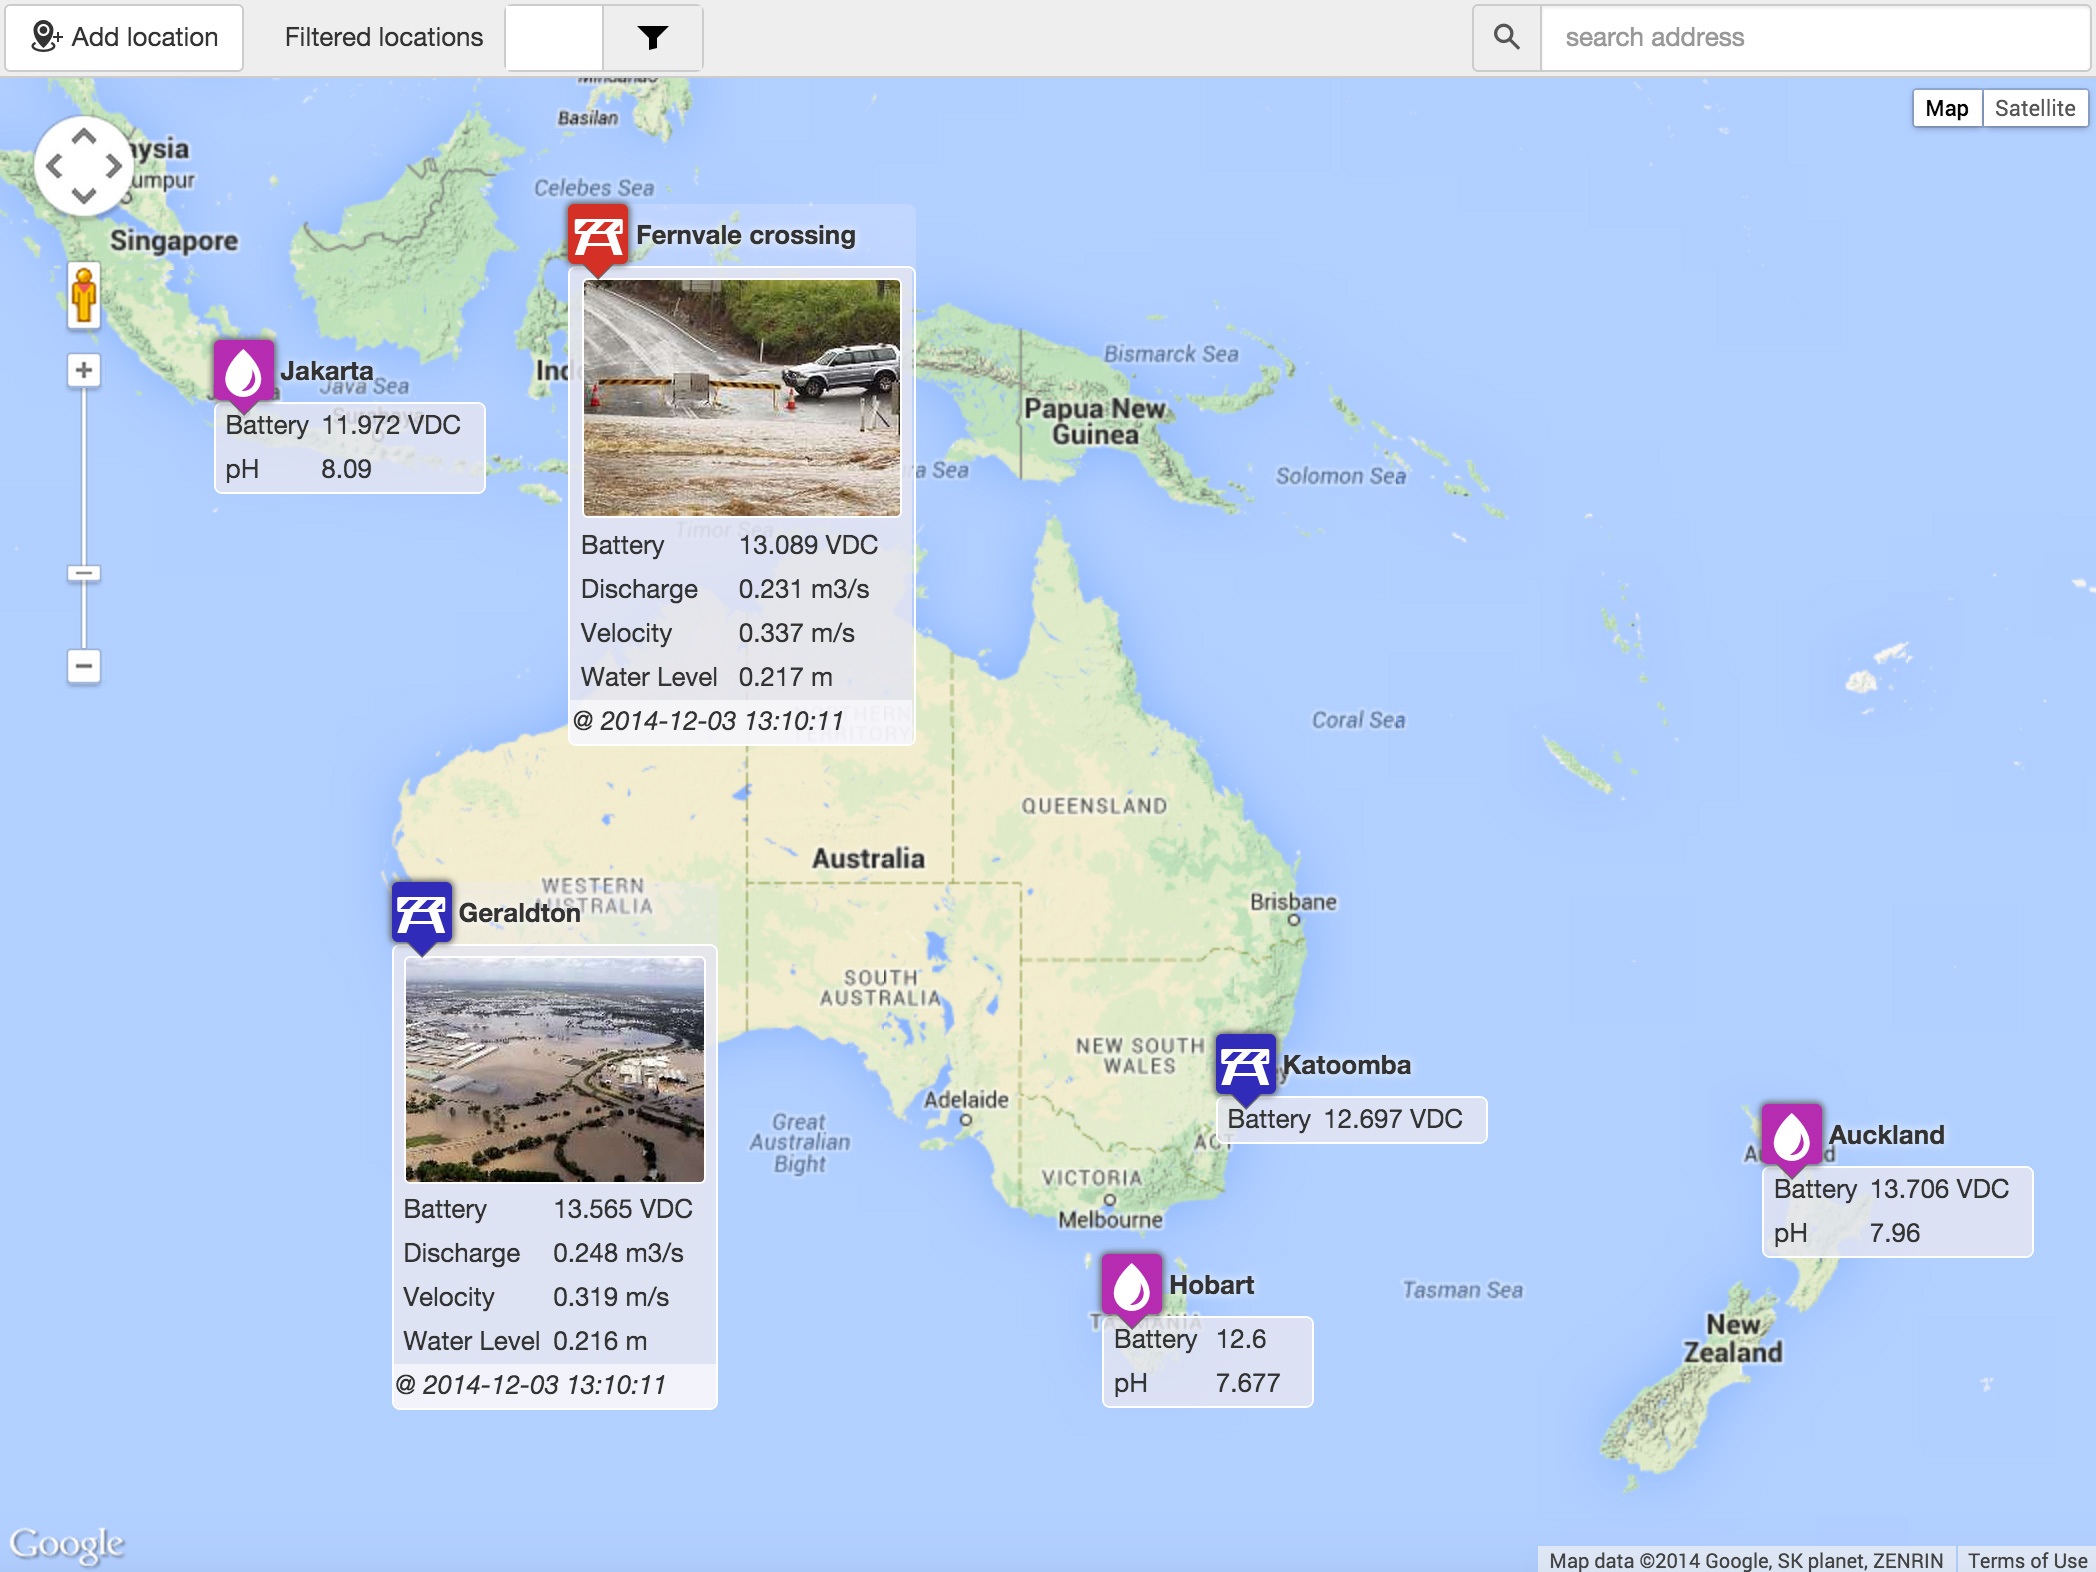 Add location
Filtered locations
search address
Map
Satellite
Basilan
Celebes Sea
Singapore
Fernvale crossing
Jakarta
Java Sea
Battery 11.972 VDC
pH 8.09
Bismarck Sea
Papua New
Guinea
Solomon Sea
Timor Sea
Battery 13.089 VDC
Discharge 0.231 m3/s
Velocity 0.337 m/s
Water Level 0.217 m
@ 2014-12-03 13:10:11
Coral Sea
QUEENSLAND
Australia
WESTERN
AUSTRALIA
Geraldton
Brisbane
SOUTH
AUSTRALIA
NEW SOUTH
WALES
Katoomba
Battery 12.697 VDC
ACT
Adelaide
Great
Australian
Bight
VICTORIA
Melbourne
Auckland
Battery 13.706 VDC
pH 7.96
Battery 13.565 VDC
Discharge 0.248 m3/s
Velocity 0.319 m/s
Water Level 0.216 m
@ 2014-12-03 13:10:11
Hobart
Battery 12.6
pH 7.677
Tasman Sea
New
Zealand
Google
Map data ©2014 Google, SK planet, ZENRIN
Terms of Use